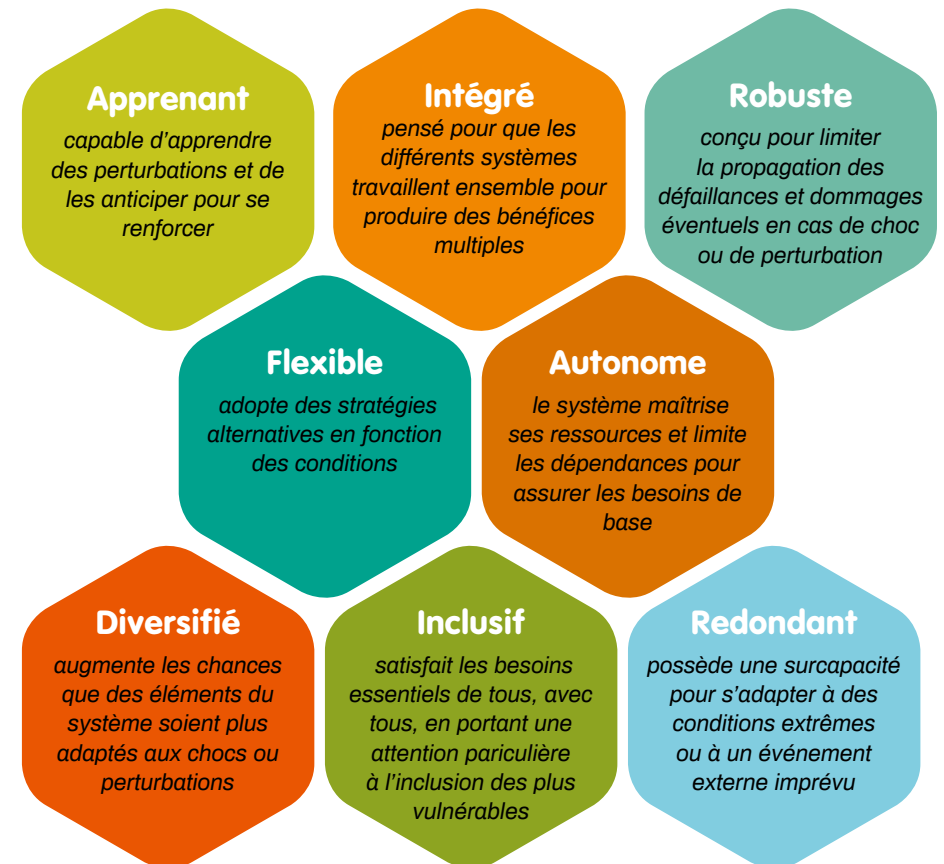 Apprenant
capable d'apprendre
des perturbations et de
les anticiper pour se
renforcer
Intégré
pensé pour que les
différents systèmes
travaillent ensemble pour
produire des bénéfices
multiples
Robuste
conçu pour limiter
la propagation des
défaillances et dommages
éventuels en cas de choc
ou de perturbation
Flexible
adopte des stratégies
alternatives en fonction
des conditions
Autonome
le système maîtrise
ses ressources et limite
les dépendances pour
assurer les besoins de
base
Diversifié
augmente les chances
que des éléments du
système soient plus
adaptés aux chocs ou
perturbations
Inclusif
satisfait les besoins
essentiels de tous, avec
tous, en portant une
attention pariculière
à l'inclusion des plus
vulnérables
Redondant
possède une surcapacité
pour s'adapter à des
conditions extrêmes
ou à un événement
externe imprévu